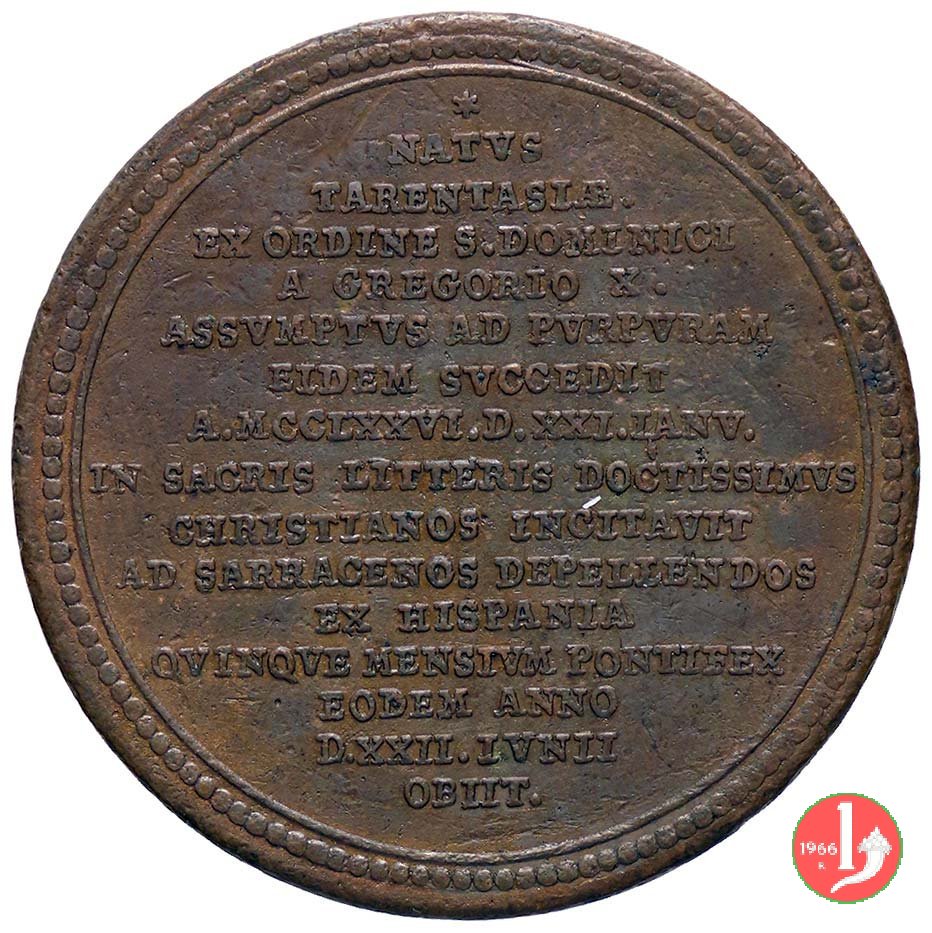 *
NATVS
TARENTASIÆ.
EX ORDINE S. DOMINICI
A GREGORIO X.
ASSVMPTVS AD PVRPVRAM
EIDEM SVCCEDIT
A. MCCLXXVI. D. XXI. IANV.
IN SACRIS LITTERIS DOCTISSIMVS
CHRISTIANOS INCITAVIT
AD SARRACENOS DEPELLENDOS
EX HISPANIA
QVINQVE MENSIVM PONTIFEX
EODEM ANNO
D. XXII. IVNII
OBIIT.
1966
R